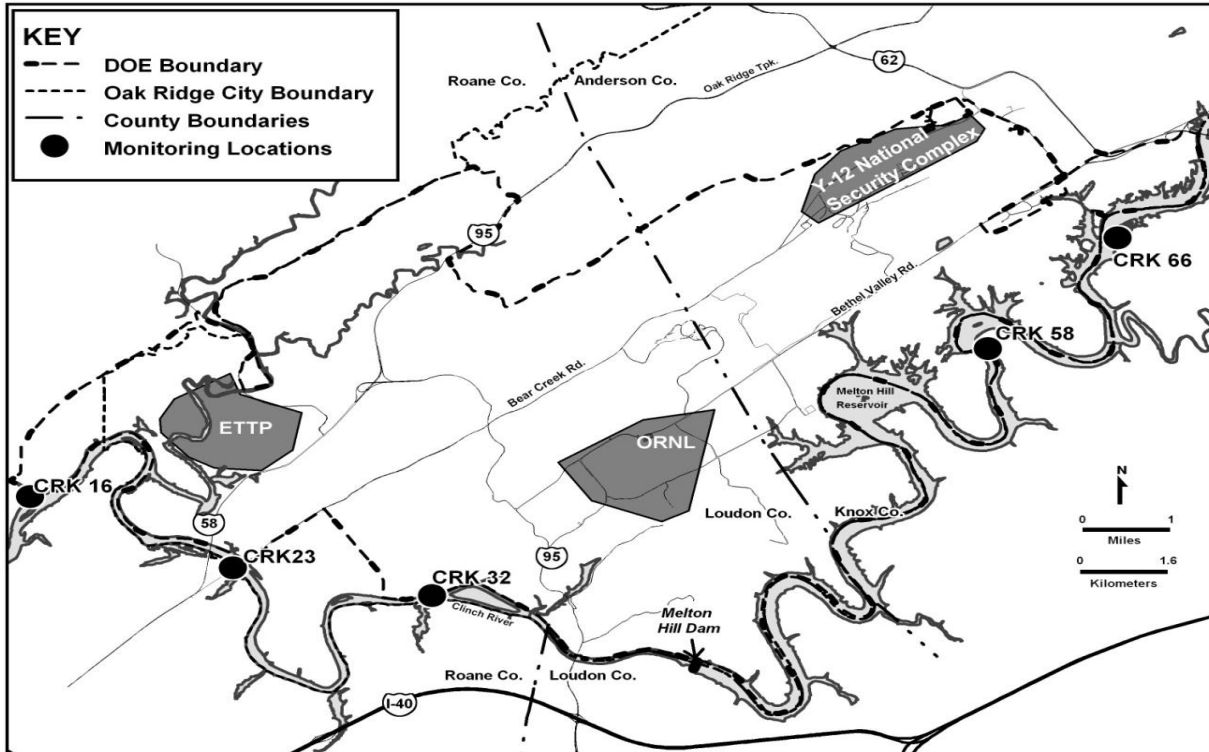 KEY
DOE Boundary
Oak Ridge City Boundary
County Boundaries
Monitoring Locations
Roane Co.
Anderson Co.
Oak Ridge Tpk.
62
Y-12 National
Security Complex
95
CRK 66
Bethel Valley Rd.
CRK 58
Bear Creek Rd.
Melton Hill
Reservoir
ETTP
ORNL
CRK 16
N
58
Loudon Co.
Knox Co.
0 1
Miles
0 1.6
Kilometers
CRK23
95
CRK 32
Clinch River
Melton
Hill Dam
Roane Co.
Loudon Co.
I-40